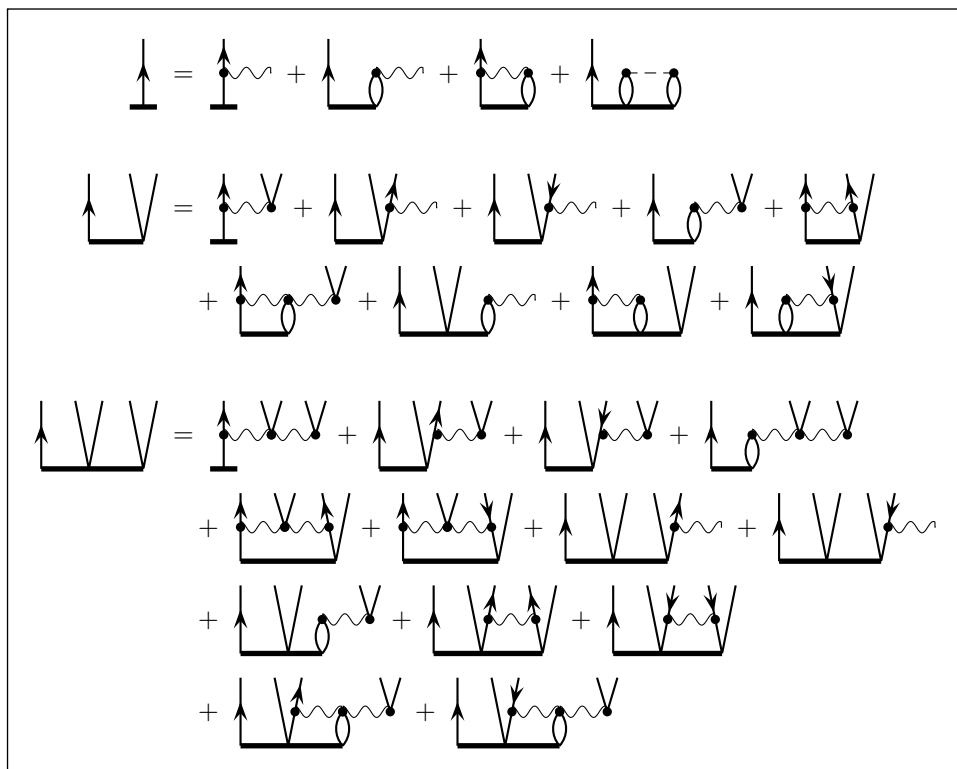 = + + +
= + + + +
+ + + +
= + + +
+ + + +
+ + +
+ +